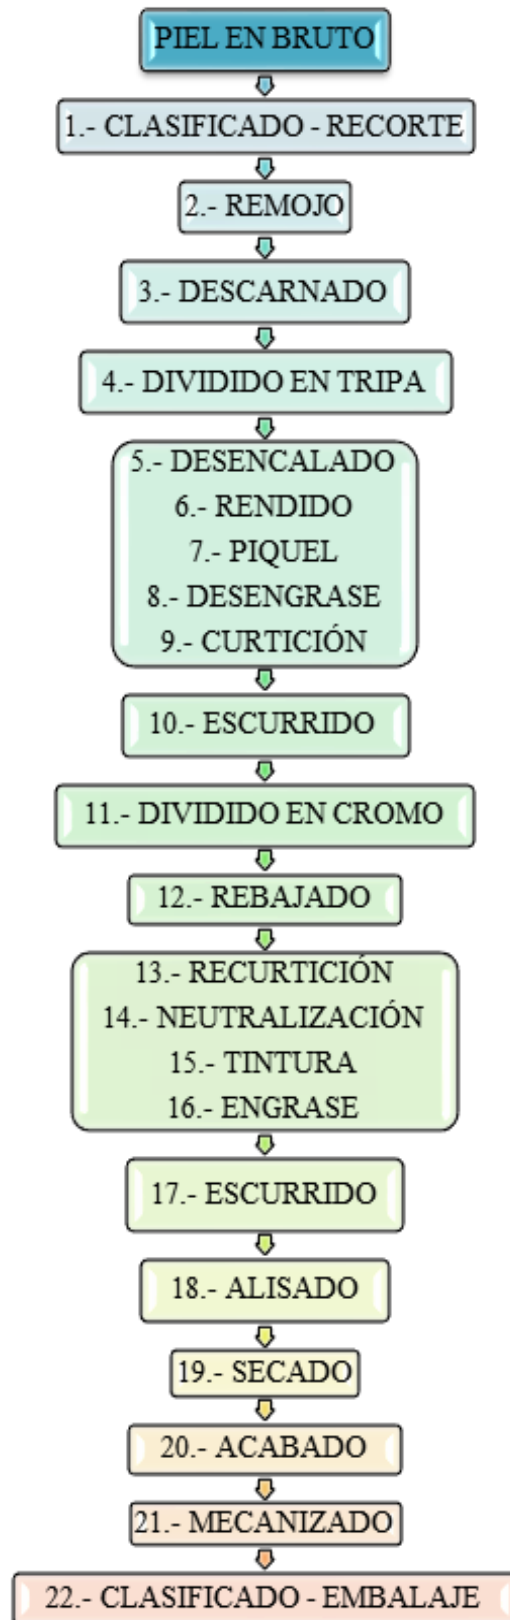 PIEL EN BRUTO
1.- CLASIFICADO - RECORTE
2.- REMOJO
3.- DESCARNADO
4.- DIVIDIDO EN TRIPA
5.- DESENCALADO
6.- RENDIDO
7.- PIQUEL
8.- DESENGRASE
9.- CURTICIÓN
10.- ESCURRIDO
11.- DIVIDIDO EN CROMO
12.- REBAJADO
13.- RECURTICIÓN
14.- NEUTRALIZACIÓN
15.- TINTURA
16.- ENGRASE
17.- ESCURRIDO
18.- ALISADO
19.- SECADO
20.- ACABADO
21.- MECANIZADO
22.- CLASIFICADO - EMBALAJE